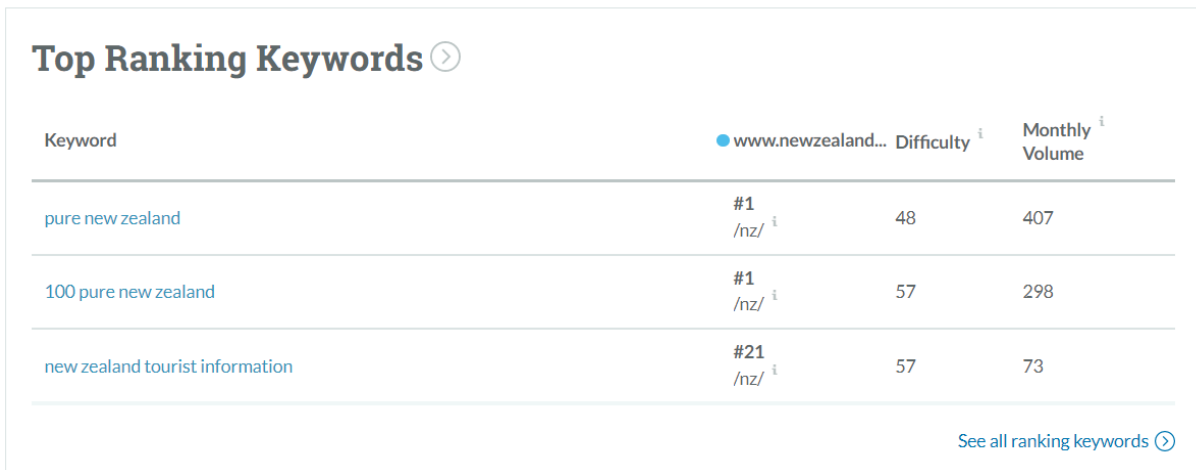 Top Ranking Keywords
Keyword
www.newzealand...
Difficulty
Monthly
Volume
pure new zealand
#1
/nz/
48
407
100 pure new zealand
#1
/nz/
57
298
new zealand tourist information
#21
/nz/
57
73
See all ranking keywords